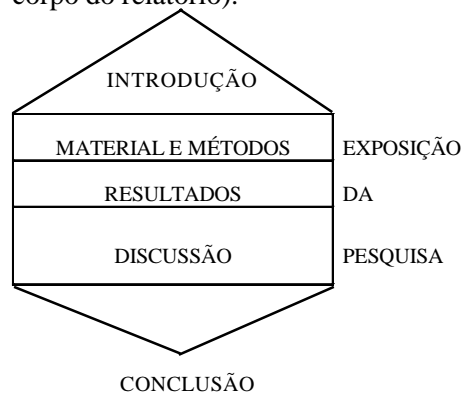 corpo do relatório).
INTRODUÇÃO
MATERIAL E MÉTODOS EXPOSIÇÃO
RESULTADOS DA
DISCUSSÃO PESQUISA
CONCLUSÃO